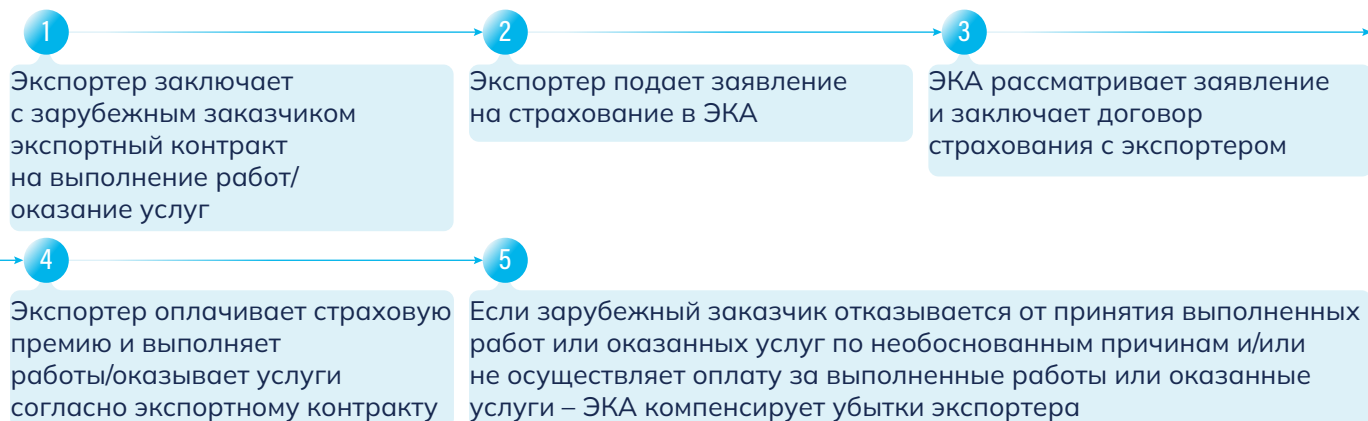 1
Экспортер заключает
с зарубежным заказчиком
экспортный контракт
на выполнение работ/
оказание услуг
2
Экспортер подает заявление
на страхование в ЭКА
3
ЭКА рассматривает заявление
и заключает договор
страхования с экспортером
4
Экспортер оплачивает страховую
премию и выполняет
работы/оказывает услуги
согласно экспортному контракту
5
Если зарубежный заказчик отказывается от принятия выполненных
работ или оказанных услуг по необоснованным причинам и/или
не осуществляет оплату за выполненные работы или оказанные
услуги – ЭКА компенсирует убытки экспортера